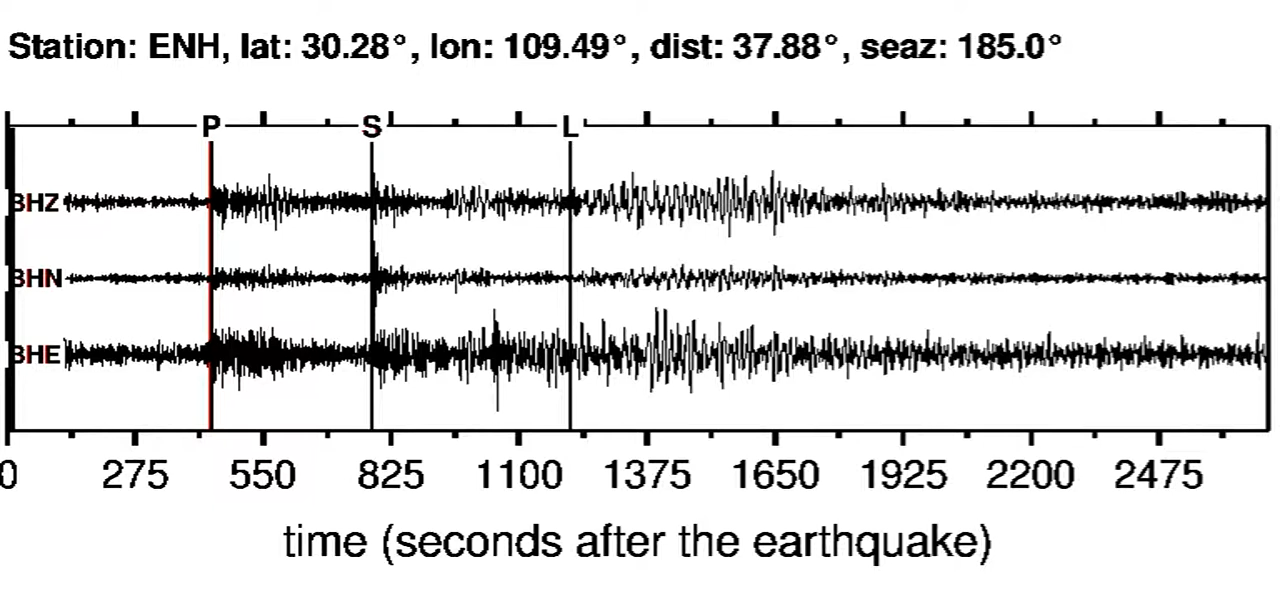 Station: ENH, lat: 30.28°, lon: 109.49°, dist: 37.88°, seaz: 185.0°
P S L
BHZ
BHN
BHE
0 275 550 825 1100 1375 1650 1925 2200 2475
time (seconds after the earthquake)